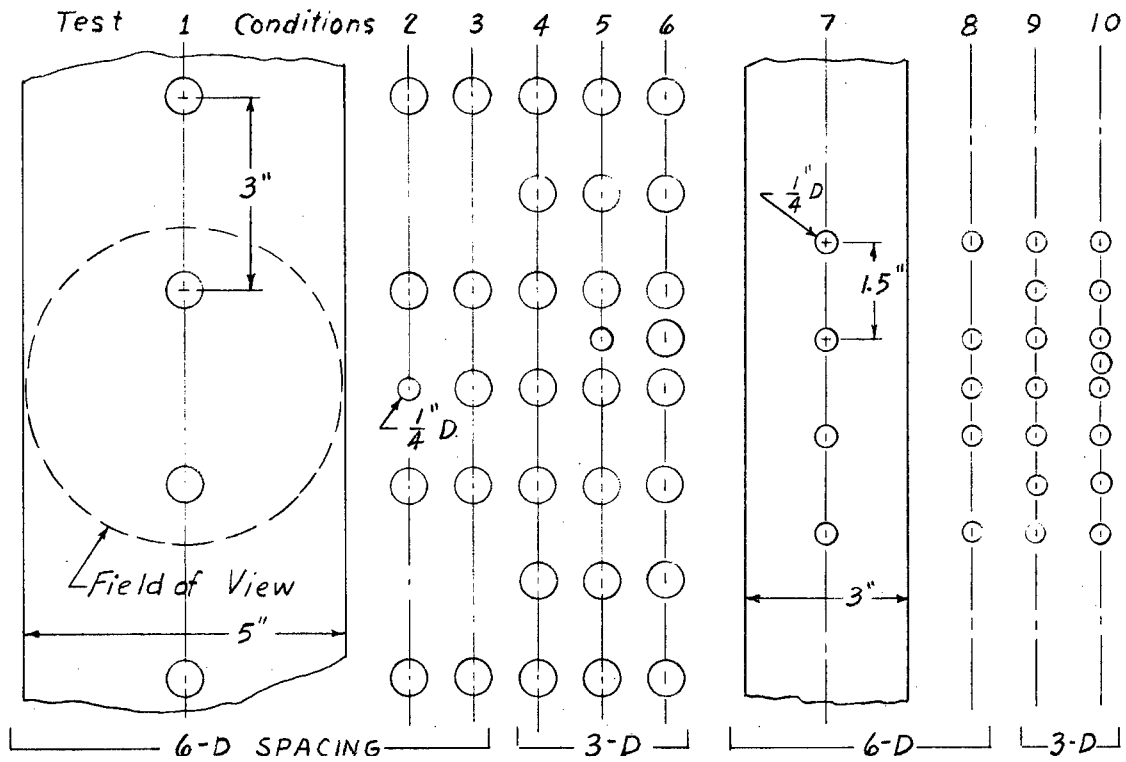 Test 1 Conditions 2 3 4 5 6 7 8 9 10
3"
1/4" D
1.5"
1/4" D.
Field of View
5"
3"
6-D SPACING 3-D 6-D 3-D